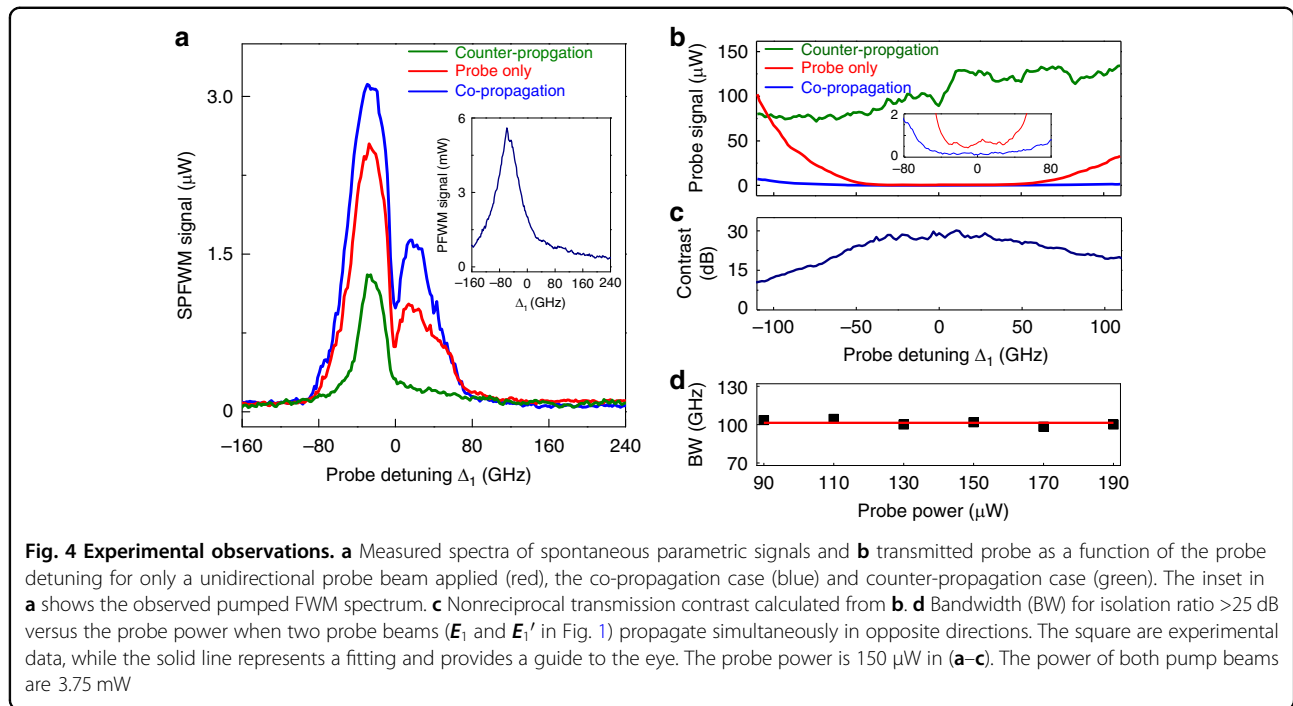 a
Counter-propgation
Probe only
Co-propagation
3.0
1.5
0
SPFWM signal (μW)
−160 −80 0 80 160 240
Probe detuning Δ1 (GHz)
6
3
0
PFWM signal (mW)
−160 −80 0 80 160 240
Δ1 (GHz)
b
Counter-propgation
Probe only
Co-propagation
150
100
50
0
Probe signal (μW)
2
0
−80 0 80
c
30
15
0
Contrast (dB)
−100 −50 0 50 100
Probe detuning Δ1 (GHz)
d
130
100
70
BW (GHz)
90 110 130 150 170 190
Probe power (μW)
Fig. 4 Experimental observations. a Measured spectra of spontaneous parametric signals and b transmitted probe as a function of the probe
detuning for only a unidirectional probe beam applied (red), the co-propagation case (blue) and counter-propagation case (green). The inset in
a shows the observed pumped FWM spectrum. c Nonreciprocal transmission contrast calculated from b. d Bandwidth (BW) for isolation ratio >25 dB
versus the probe power when two probe beams (E1 and E1′ in Fig. 1) propagate simultaneously in opposite directions. The square are experimental
data, while the solid line represents a fitting and provides a guide to the eye. The probe power is 150 μW in (a–c). The power of both pump beams
are 3.75 mW